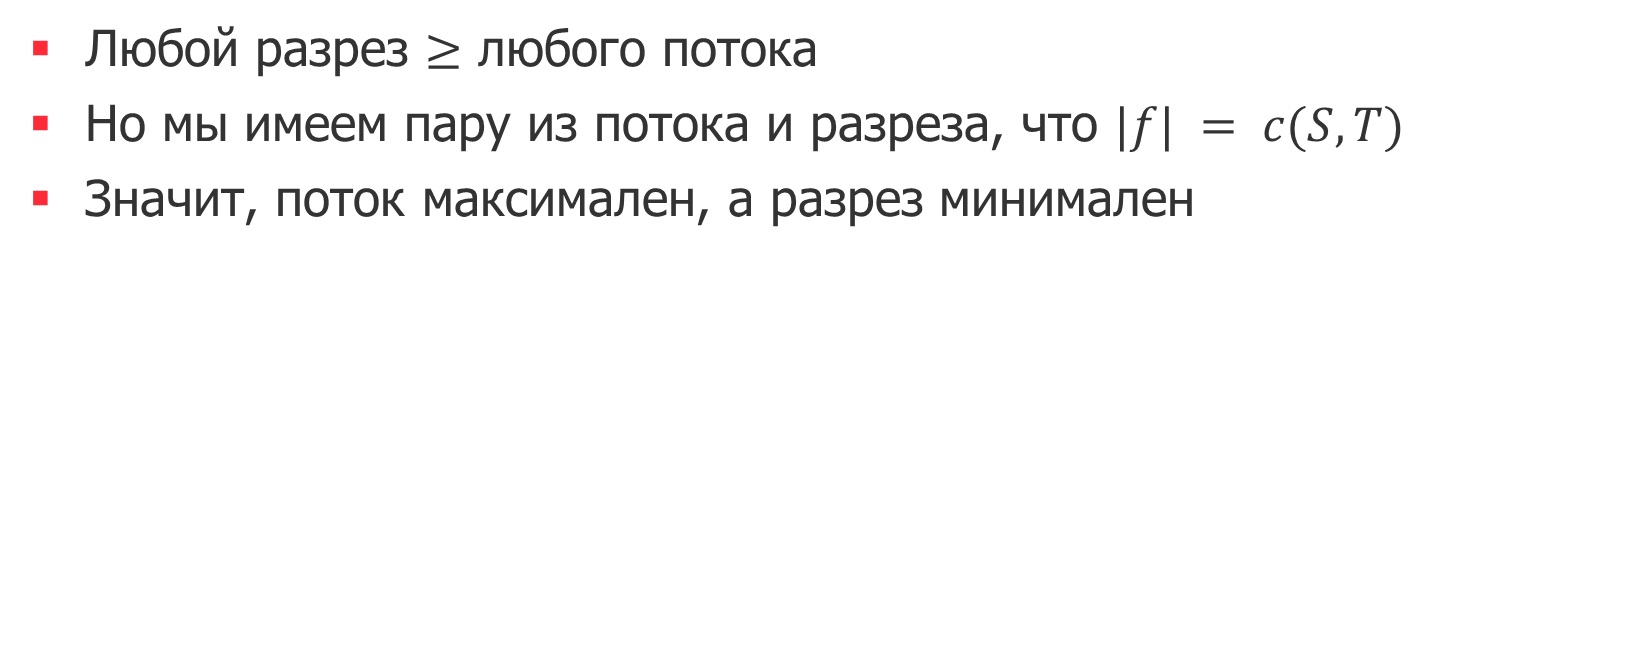 ▪ Любой разрез ≥ любого потока
▪ Но мы имеем пару из потока и разреза, что |f| = c(S, T)
▪ Значит, поток максимален, а разрез минимален